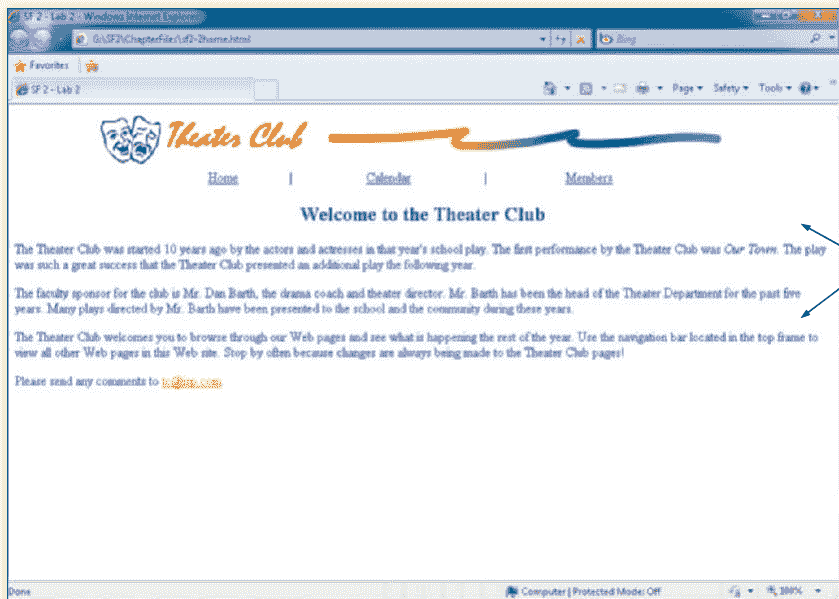 SF 2 - Lab 2 - Windows Internet Explorer
G:\SF2\ChapterFiles\sf2-2home.html
Bing
Favorites
SF 2 - Lab 2
Page Safety Tools
Theater Club
Home | Calendar | Members
Welcome to the Theater Club
The Theater Club was started 10 years ago by the actors and actresses in that year's school play. The first performance by the Theater Club was Our Town. The play
was such a great success that the Theater Club presented an additional play the following year.
The faculty sponsor for the club is Mr. Dan Barth, the drama coach and theater director. Mr. Barth has been the head of the Theater Department for the past five
years. Many plays directed by Mr. Barth have been presented to the school and the community during these years.
The Theater Club welcomes you to browse through our Web pages and see what is happening the rest of the year. Use the navigation bar located in the top frame to
view all other Web pages in this Web site. Stop by often because changes are always being made to the Theater Club pages!
Please send any comments to
Done
Computer | Protected Mode: Off
100%